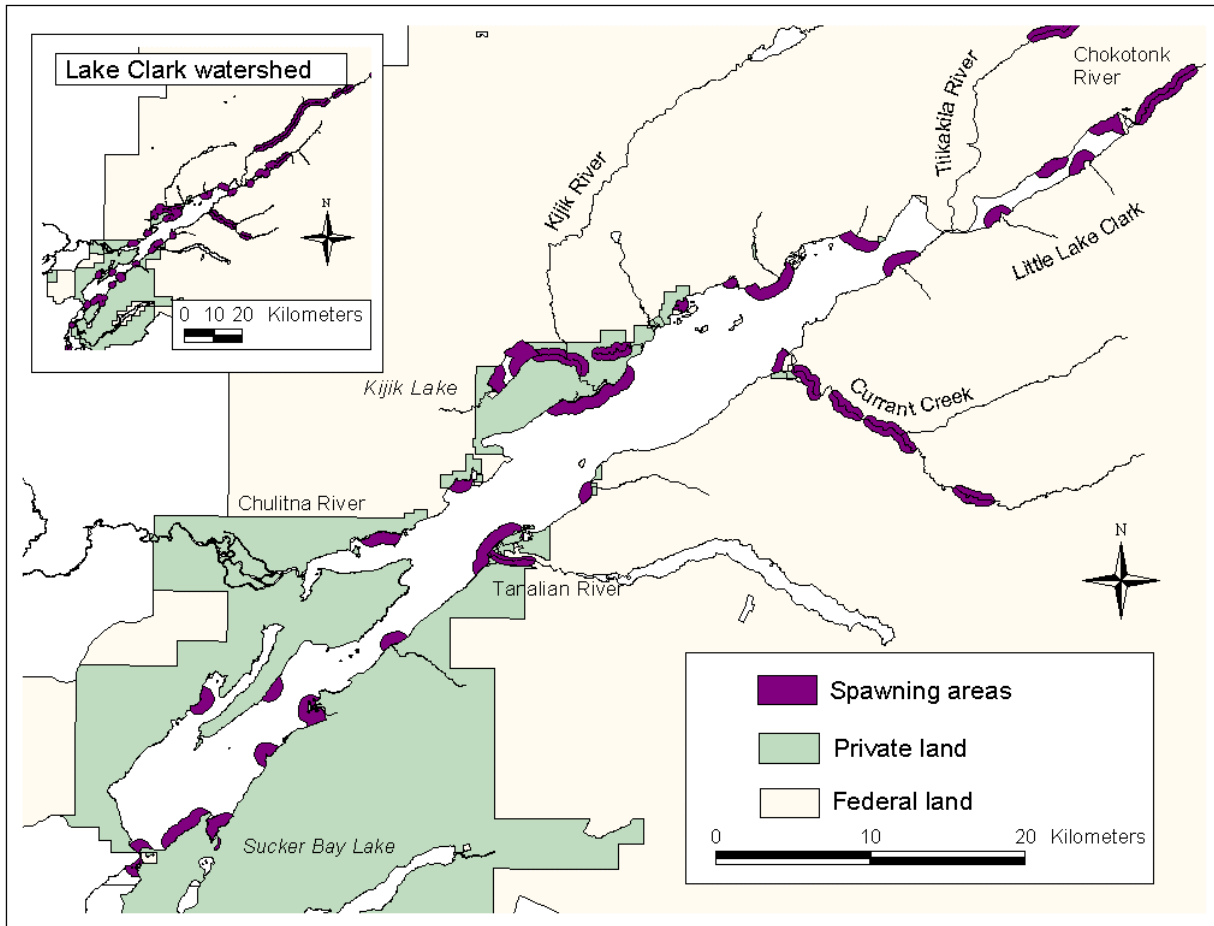 Lake Clark watershed
N
0 10 20 Kilometers
Chokotonk
River
Tlikakila River
Kijik River
Little Lake Clark
Kijik Lake
Currant Creek
Chulitna River
Tanalian River
N
Spawning areas
Private land
Federal land
0 10 20
Kilometers
Sucker Bay Lake